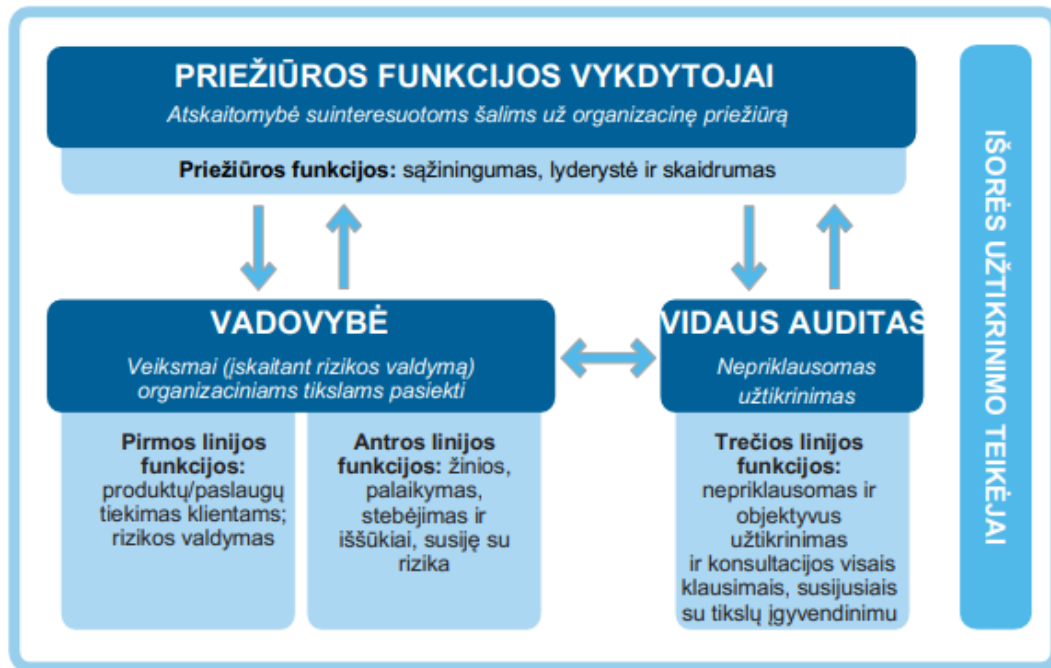 PRIEŽIŪROS FUNKCIJOS VYKDYTOJAI
Atskaitomybė suinteresuotoms šalims už organizacinę priežiūrą
Priežiūros funkcijos: sąžiningumas, lyderystė ir skaidrumas
VADOVYBĖ
Veiksmai (įskaitant rizikos valdymą)
organizaciniams tikslams pasiekti
Pirmos linijos
funkcijos:
produktų/paslaugų
tiekimas klientams;
rizikos valdymas
Antros linijos
funkcijos: žinios,
palaikymas,
stebėjimas ir
iššūkiai, susiję su
rizika
VIDAUS AUDITAS
Nepriklausomas
užtikrinimas
Trečios linijos
funkcijos:
nepriklausomas ir
objektyvus
užtikrinimas
ir konsultacijos visais
klausimais, susijusiais
su tikslų įgyvendinimu
IŠORĖS UŽTIKRINIMO TEIKĖJAI